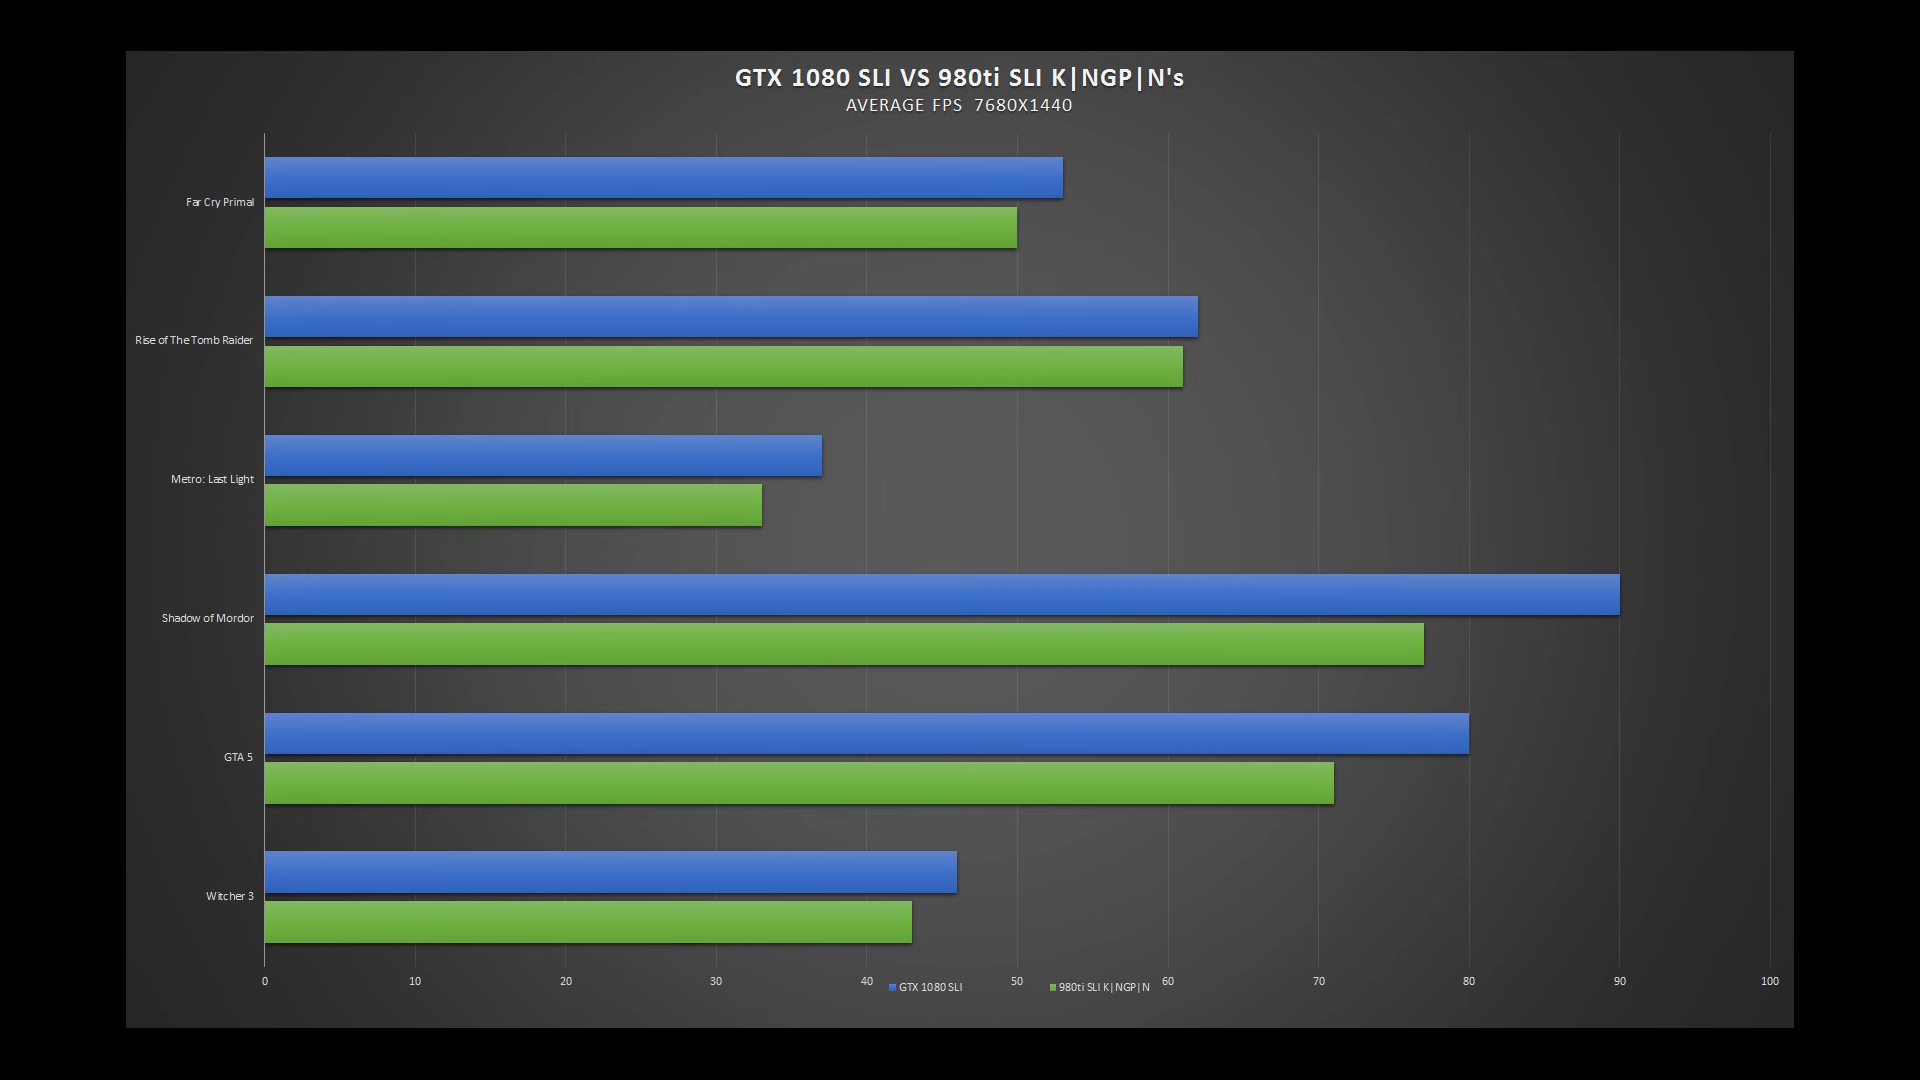 GTX 1080 SLI VS 980ti SLI K|NGP|N's
AVERAGE FPS 7680X1440
Far Cry Primal
Rise of The Tomb Raider
Metro: Last Light
Shadow of Mordor
GTA 5
Witcher 3
0 10 20 30 40 50 60 70 80 90 100
GTX 1080 SLI 980ti SLI K|NGP|N